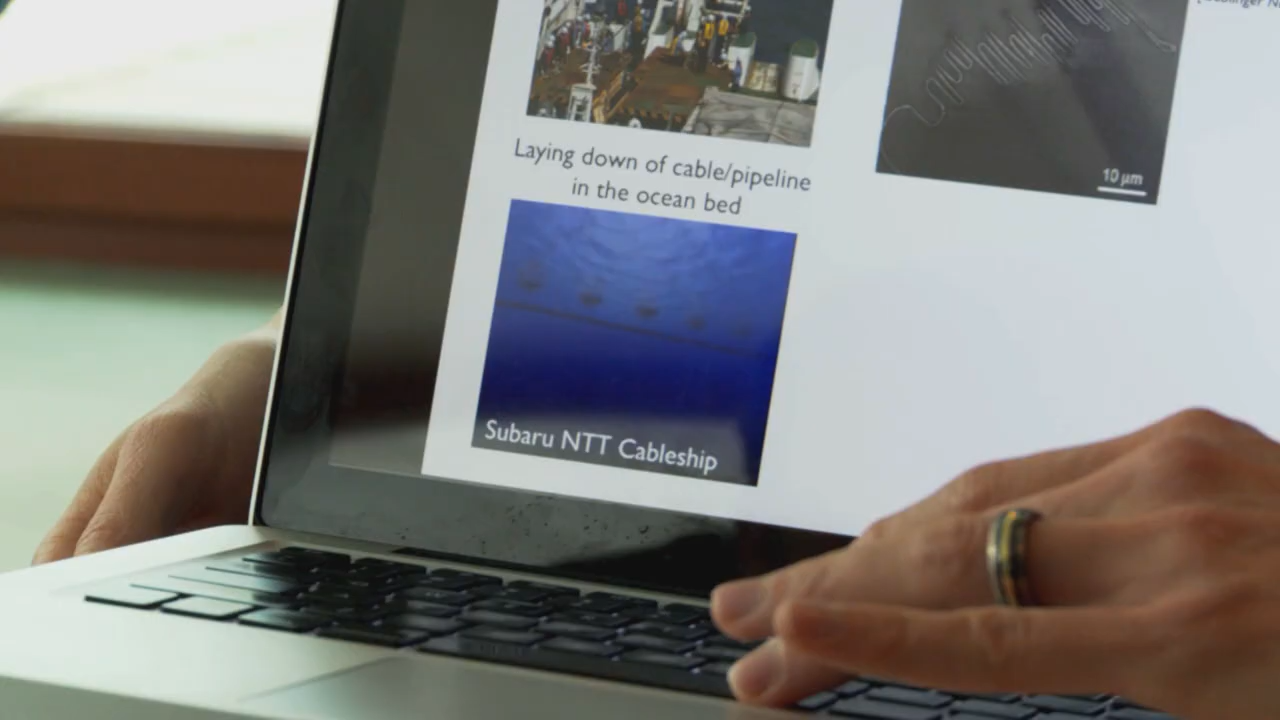 Laying down of cable/pipeline
in the ocean bed
Subaru NTT Cableship
10 µm